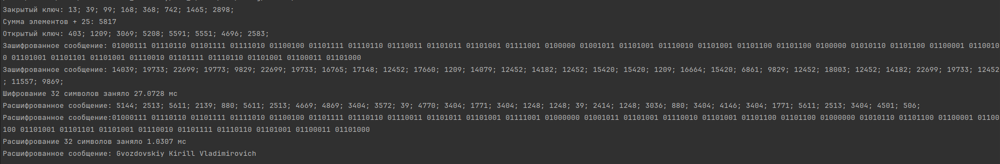 Закрытый ключ: 13; 39; 99; 168; 368; 742; 1465; 2898;
Сумма элементов + 25: 5817
Открытый ключ: 403; 1209; 3069; 5208; 5591; 5551; 4696; 2583;
Зашифрованное сообщение: 01000111 01110110 01101111 01111010 01100100 01101111 01110110 01110011 01101011 01101001 01111001 0100000 01001011 01101001 01110010 01101001 01101100 01101100 0100000 01010110 01101100 01100001 0110010
0 01101001 01101101 01101001 01110010 01101111 01110110 01101001 01100011 01101000
Зашифрованное сообщение: 14039; 19733; 22699; 19773; 9829; 22699; 19733; 16765; 17148; 12452; 17660; 1209; 14079; 12452; 14182; 12452; 15420; 15420; 1209; 16664; 15420; 6861; 9829; 12452; 18003; 12452; 14182; 22699; 19733; 12452
; 11557; 9869;
Шифрование 32 символов заняло 27.0728 мс
Расшифрованное сообщение: 5144; 2513; 5611; 2139; 880; 5611; 2513; 4669; 4869; 3404; 3572; 39; 4770; 3404; 1771; 3404; 1248; 1248; 39; 2414; 1248; 3036; 880; 3404; 4146; 3404; 1771; 5611; 2513; 3404; 4501; 506;
Расшифрованное сообщение:01000111 01110110 01101111 01111010 01100100 01101111 01110110 01110011 01101011 01101001 01111001 01000000 01001011 01101001 01110010 01101001 01101100 01101100 01000000 01010110 01101100 01100001 01100
100 01101001 01101101 01101001 01110010 01101111 01110110 01101001 01100011 01101000
Расшифрование 32 символов заняло 1.0307 мс
Расшифрованное сообщение: Gvozdovskiy Kirill Vladimirovich